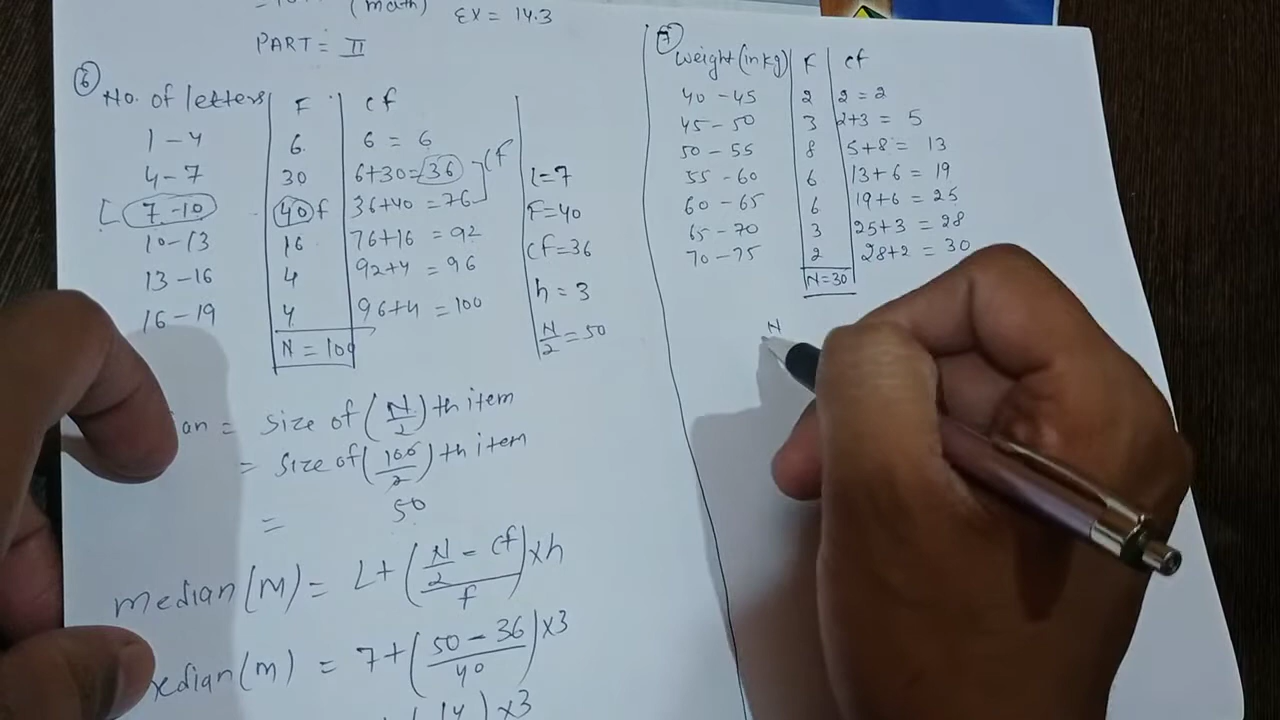 (math) EX = 14.3
PART = II
6 No. of letters F cf
1 - 4 6 6 = 6
4 - 7 30 6+30 = 36 cf
7 - 10 40 f 36+40 = 76
10 - 13 16 76+16 = 92
13 - 16 4 92+4 = 96
16 - 19 4 96+4 = 100
N = 100
l = 7
F = 40
cf = 36
h = 3
N/2 = 50
= Size of (N/2) th item
= Size of (100/2) th item
= 50
median (M) = L + (N/2 - cf / f) × h
(m) = 7 + (50 - 36 / 40) × 3
14 ) × 3
7 Weight (in kg) F cf
40 - 45 2 2 = 2
45 - 50 3 2+3 = 5
50 - 55 8 5+8 = 13
55 - 60 6 13+6 = 19
60 - 65 6 19+6 = 25
65 - 70 3 25+3 = 28
70 - 75 2 28+2 = 30
N = 30
N